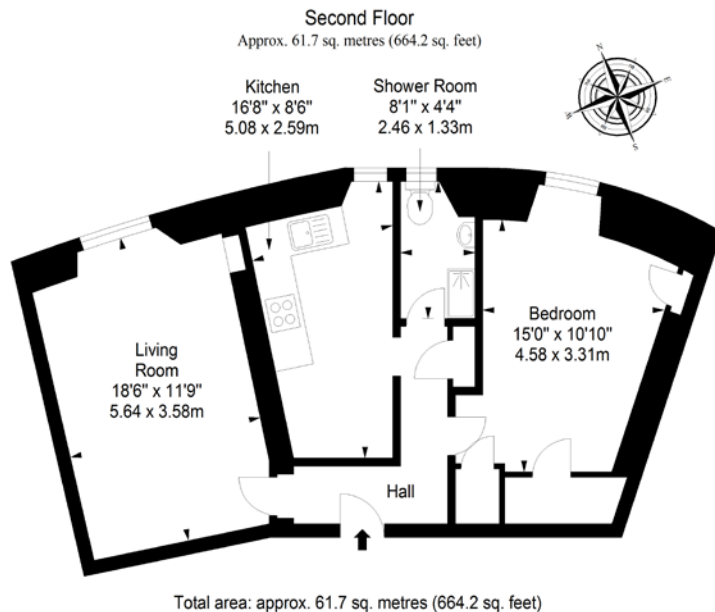 Second Floor
Approx. 61.7 sq. metres (664.2 sq. feet)
Kitchen
16'8" x 8'6"
5.08 x 2.59m
Shower Room
8'1" x 4'4"
2.46 x 1.33m
N
E
S
W
Living
Room
18'6" x 11'9"
5.64 x 3.58m
Bedroom
15'0" x 10'10"
4.58 x 3.31m
Hall
Total area: approx. 61.7 sq. metres (664.2 sq. feet)